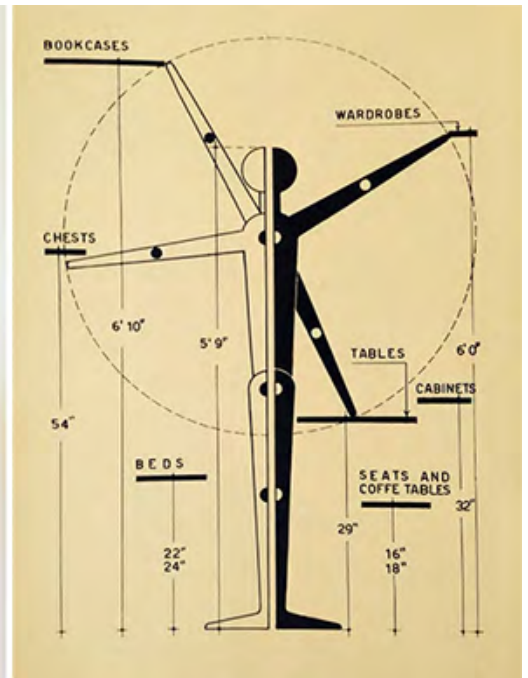 BOOKCASES
WARDROBES
CHESTS
6' 10"
5' 9"
6' 0"
TABLES
CABINETS
54"
BEDS
SEATS AND
COFFE TABLES
32"
29"
22"
24"
16"
18"